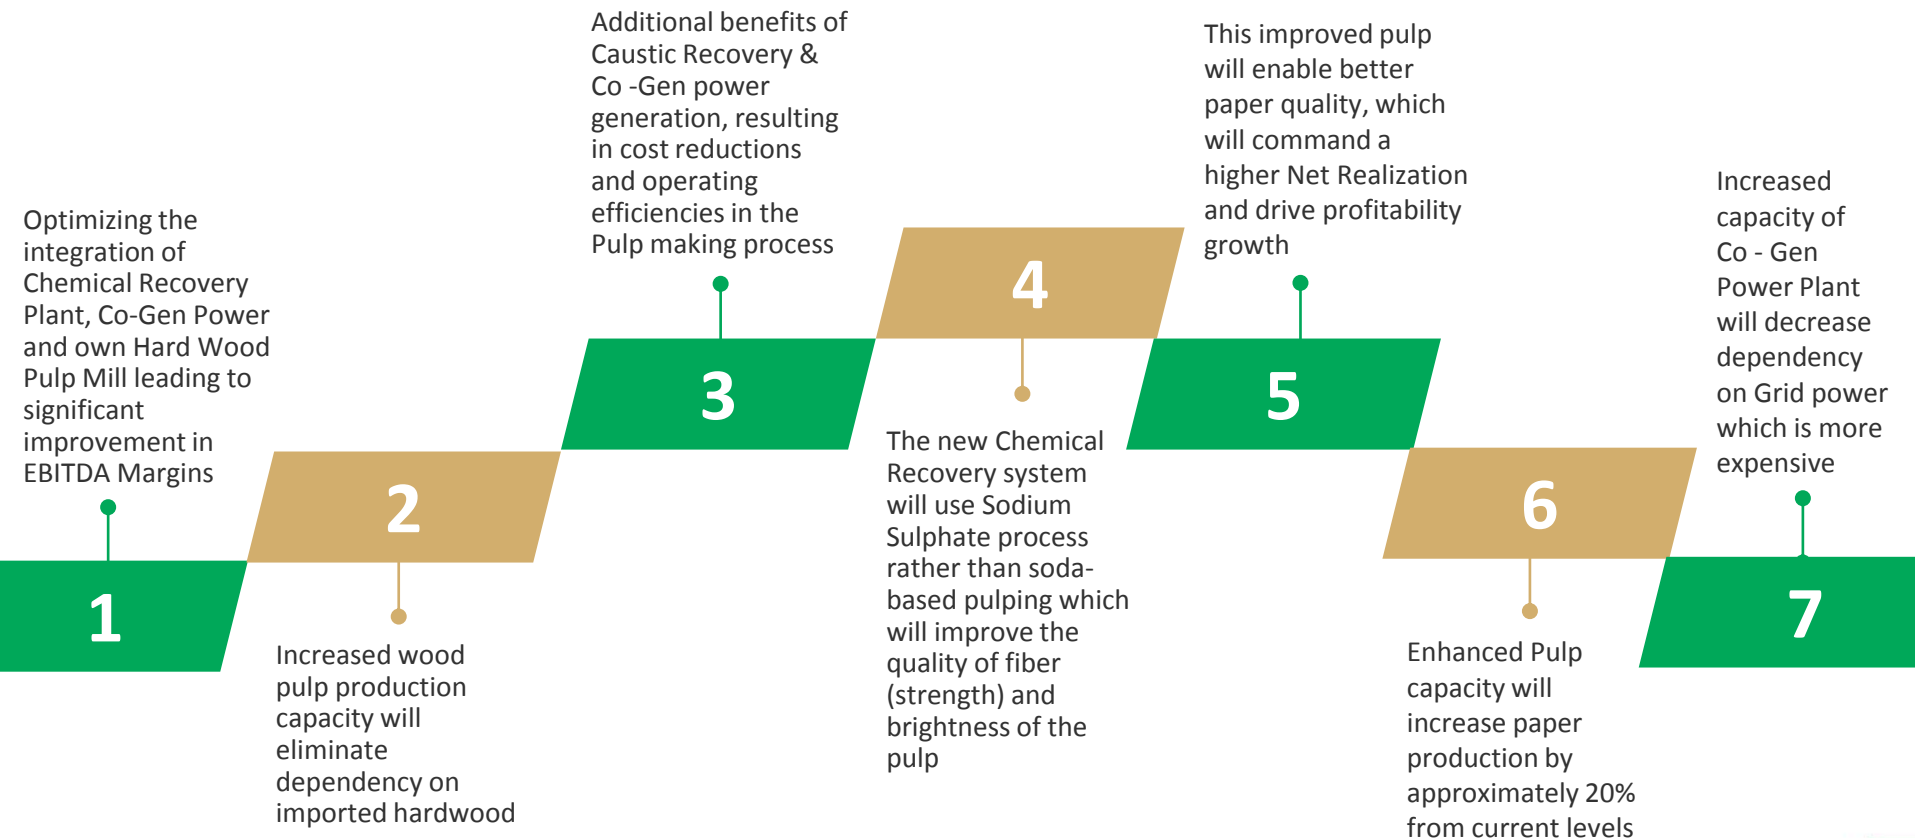 Optimizing the
integration of
Chemical Recovery
Plant, Co-Gen Power
and own Hard Wood
Pulp Mill leading to
significant
improvement in
EBITDA Margins
1
2
Increased wood
pulp production
capacity will
eliminate
dependency on
imported hardwood
Additional benefits of
Caustic Recovery &
Co -Gen power
generation, resulting
in cost reductions
and operating
efficiencies in the
Pulp making process
3
4
The new Chemical
Recovery system
will use Sodium
Sulphate process
rather than soda-
based pulping which
will improve the
quality of fiber
(strength) and
brightness of the
pulp
This improved pulp
will enable better
paper quality, which
will command a
higher Net Realization
and drive profitability
growth
5
6
Enhanced Pulp
capacity will
increase paper
production by
approximately 20%
from current levels
Increased
capacity of
Co - Gen
Power Plant
will decrease
dependency
on Grid power
which is more
expensive
7